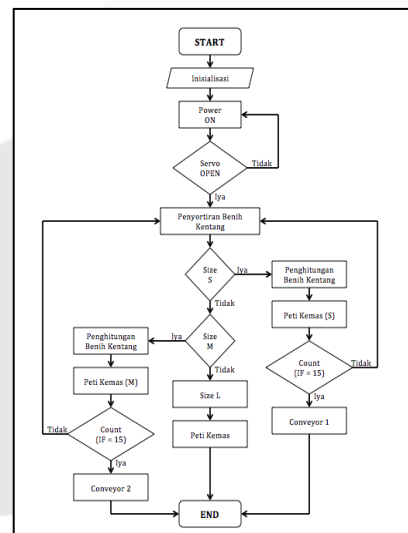 START
Inisialisasi
Power
ON
Servo
OPEN
Tidak
Iya
Penyortiran Benih
Kentang
Size
S
Iya
Tidak
Penghitungan
Benih Kentang
Peti Kemas (S)
Count
(IF = 15)
Tidak
Iya
Conveyor 1
Size
M
Iya
Tidak
Penghitungan
Benih Kentang
Peti Kemas (M)
Count
(IF = 15)
Tidak
Iya
Conveyor 2
Size L
Peti Kemas
END